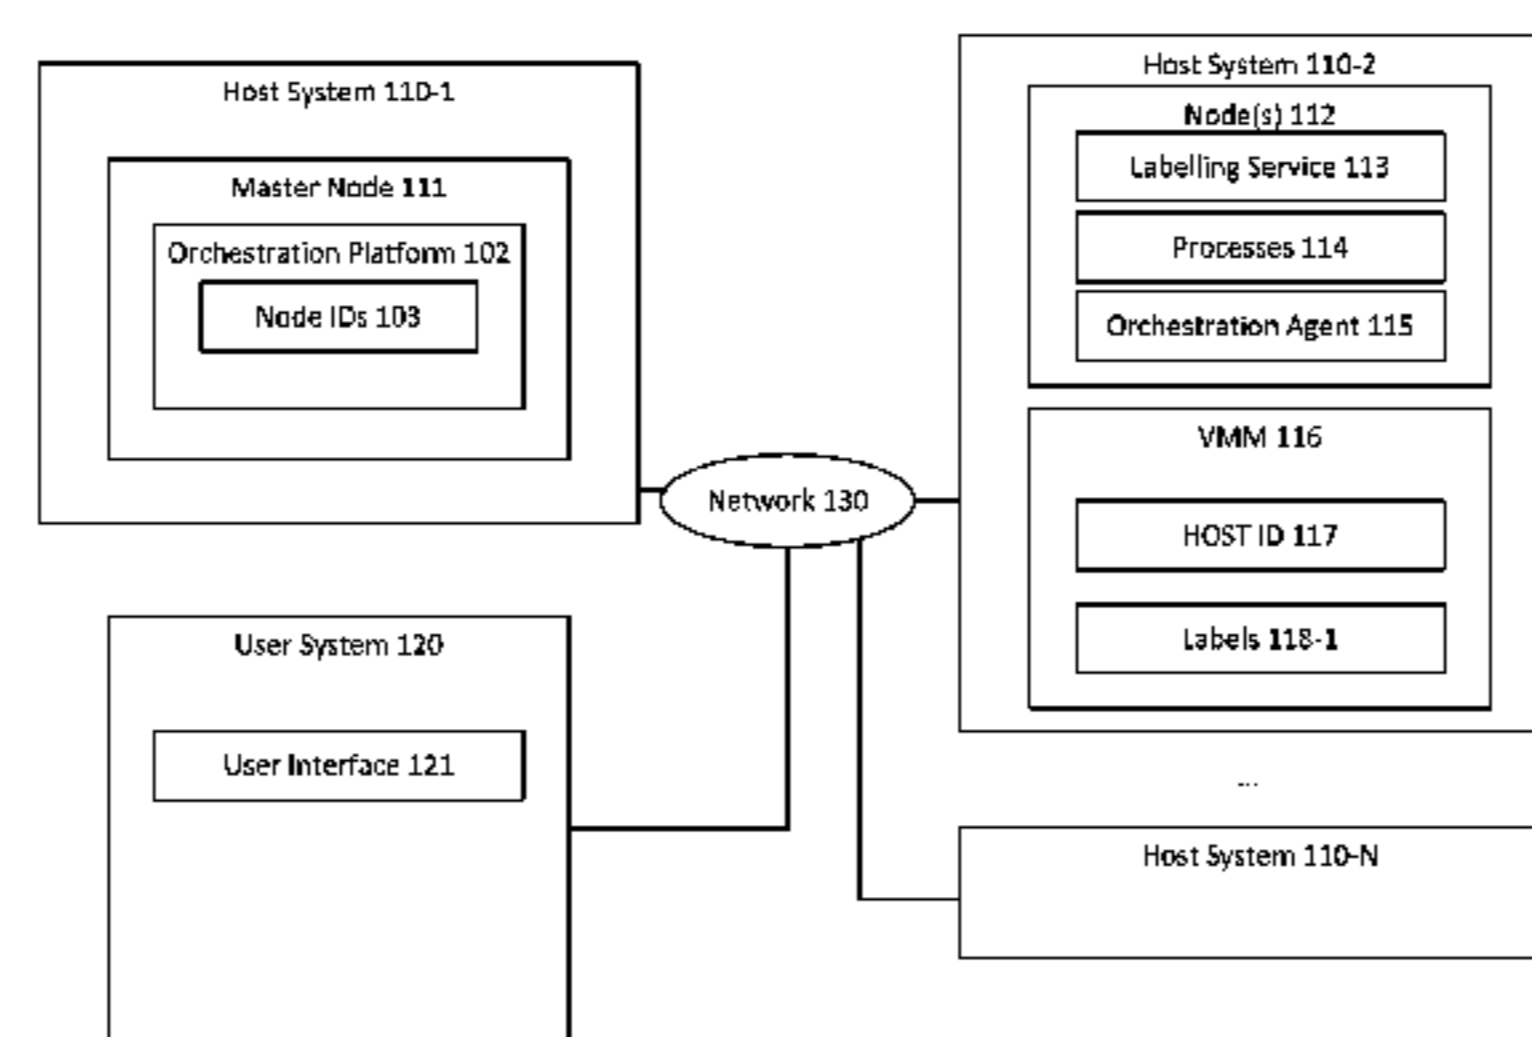 Host System 110-1
Master Node 111
Orchestration Platform 102
Node IDs 103
Host System 110-2
Node(s) 112
Labelling Service 113
Processes 114
Orchestration Agent 115
VMM 116
HOST ID 117
Labels 118-1
Network 130
User System 120
User Interface 121
...
Host System 110-N